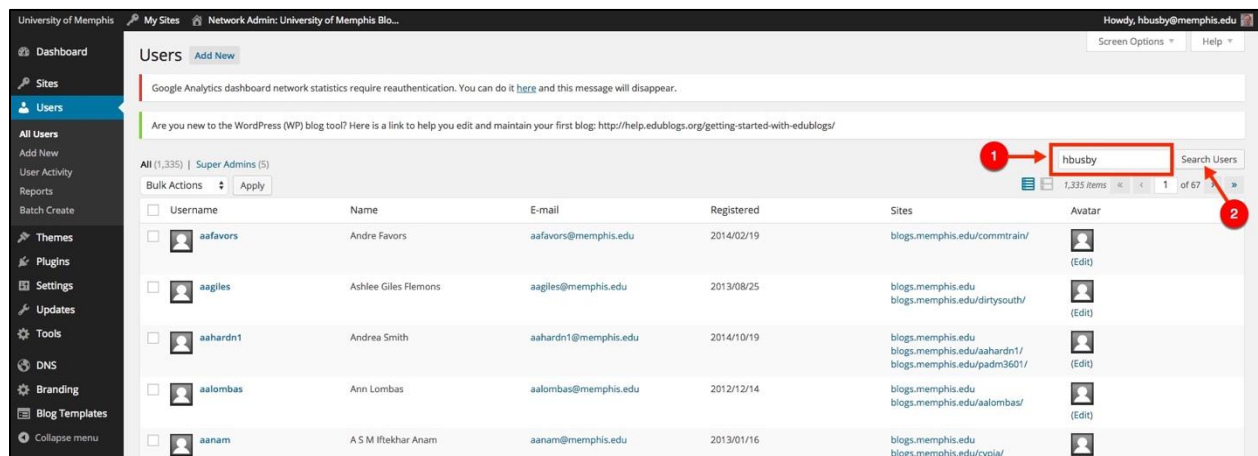 University of Memphis My Sites Network Admin: University of Memphis Blo... Howdy, hbusby@memphis.edu
Dashboard
Sites
Users
All Users
Add New
User Activity
Reports
Batch Create
Themes
Plugins
Settings
Updates
Tools
DNS
Branding
Blog Templates
Collapse menu
Screen Options Help
Users Add New
Google Analytics dashboard network statistics require reauthentication. You can do it here and this message will disappear.
Are you new to the WordPress (WP) blog tool? Here is a link to help you edit and maintain your first blog: http://help.edublogs.org/getting-started-with-edublogs/
1 hbusby Search Users
All (1,335) | Super Admins (5)
Bulk Actions Apply 1,335 items « ‹ 1 of 67 › »
2
Username Name E-mail Registered Sites Avatar
aafavors Andre Favors aafavors@memphis.edu 2014/02/19 blogs.memphis.edu/commtrain/
(Edit)
aagiles Ashlee Giles Flemons aagiles@memphis.edu 2013/08/25 blogs.memphis.edu
blogs.memphis.edu/dirtysouth/
(Edit)
aahardn1 Andrea Smith aahardn1@memphis.edu 2014/10/19 blogs.memphis.edu
blogs.memphis.edu/aahardn1/
blogs.memphis.edu/padm3601/ (Edit)
aalombas Ann Lombas aalombas@memphis.edu 2012/12/14 blogs.memphis.edu
blogs.memphis.edu/aalombas/
(Edit)
aanam A S M Iftekhar Anam aanam@memphis.edu 2013/01/16 blogs.memphis.edu
blogs.memphis.edu/cypia/